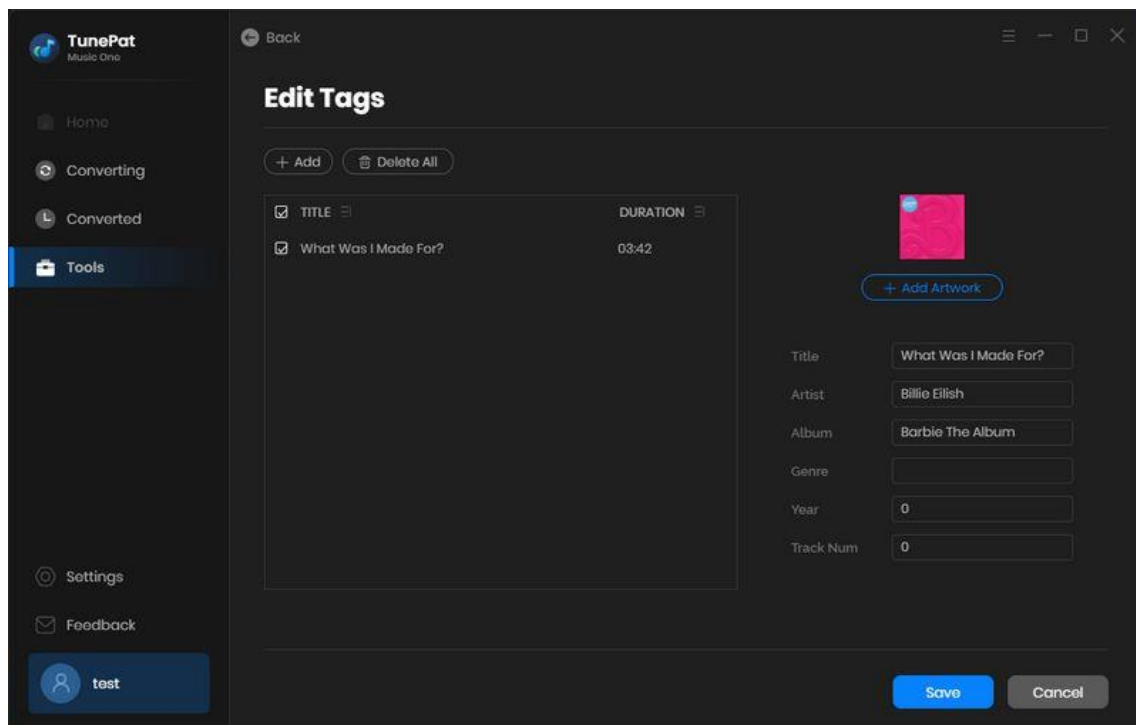 TunePat
Music One
Home
Converting
Converted
Tools
Settings
Feedback
test
Back
Edit Tags
+ Add
Delete All
TITLE
DURATION
What Was I Made For?
03:42
+ Add Artwork
Title
What Was I Made For?
Artist
Billie Eilish
Album
Barbie The Album
Genre
Year
0
Track Num
0
Save
Cancel